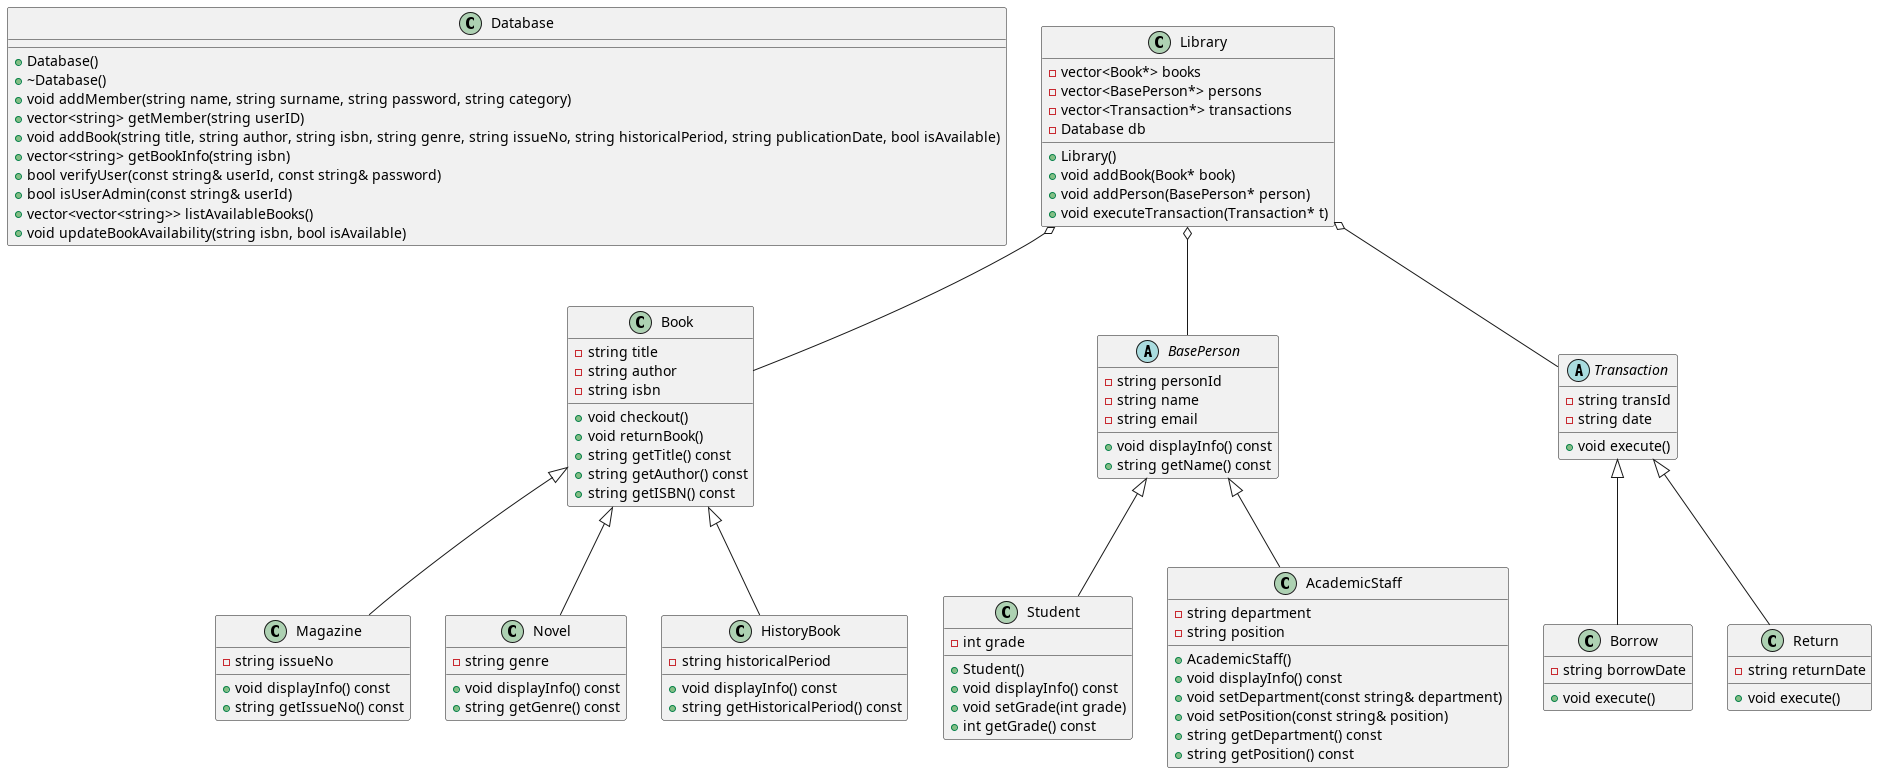 C Database
Database()
~Database()
void addMember(string name, string surname, string password, string category)
vector<string> getMember(string userID)
void addBook(string title, string author, string isbn, string genre, string issueNo, string historicalPeriod, string publicationDate, bool isAvailable)
vector<string> getBookInfo(string isbn)
bool verifyUser(const string& userId, const string& password)
bool isUserAdmin(const string& userId)
vector<vector<string>> listAvailableBooks()
void updateBookAvailability(string isbn, bool isAvailable)
C Library
vector<Book*> books
vector<BasePerson*> persons
vector<Transaction*> transactions
Database db
Library()
void addBook(Book* book)
void addPerson(BasePerson* person)
void executeTransaction(Transaction* t)
C Book
string title
string author
string isbn
void checkout()
void returnBook()
string getTitle() const
string getAuthor() const
string getISBN() const
A BasePerson
string personId
string name
string email
void displayInfo() const
string getName() const
A Transaction
string transId
string date
void execute()
C Magazine
string issueNo
void displayInfo() const
string getIssueNo() const
C Novel
string genre
void displayInfo() const
string getGenre() const
C HistoryBook
string historicalPeriod
void displayInfo() const
string getHistoricalPeriod() const
C Student
int grade
Student()
void displayInfo() const
void setGrade(int grade)
int getGrade() const
C AcademicStaff
string department
string position
AcademicStaff()
void displayInfo() const
void setDepartment(const string& department)
void setPosition(const string& position)
string getDepartment() const
string getPosition() const
C Borrow
string borrowDate
void execute()
C Return
string returnDate
void execute()